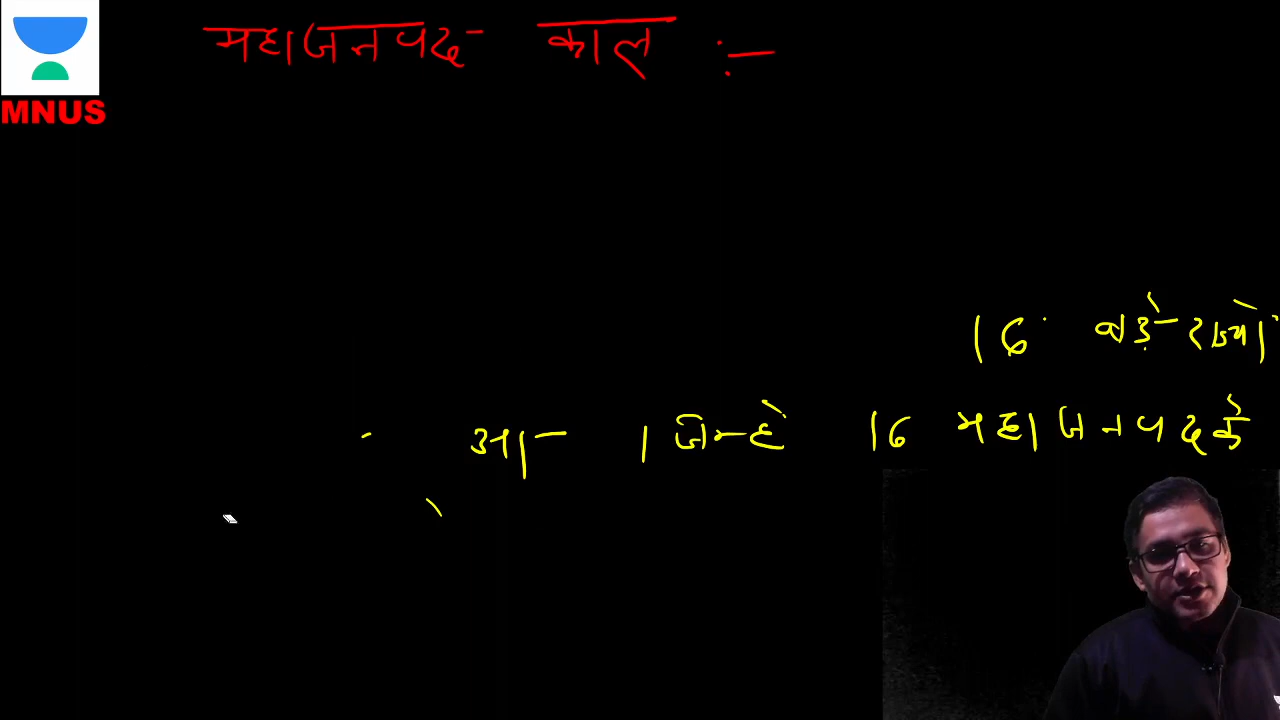 महाजनपद काल :-
MNUS
16 बड़े राज्यों
जिन्हे 16 महाजनपद के